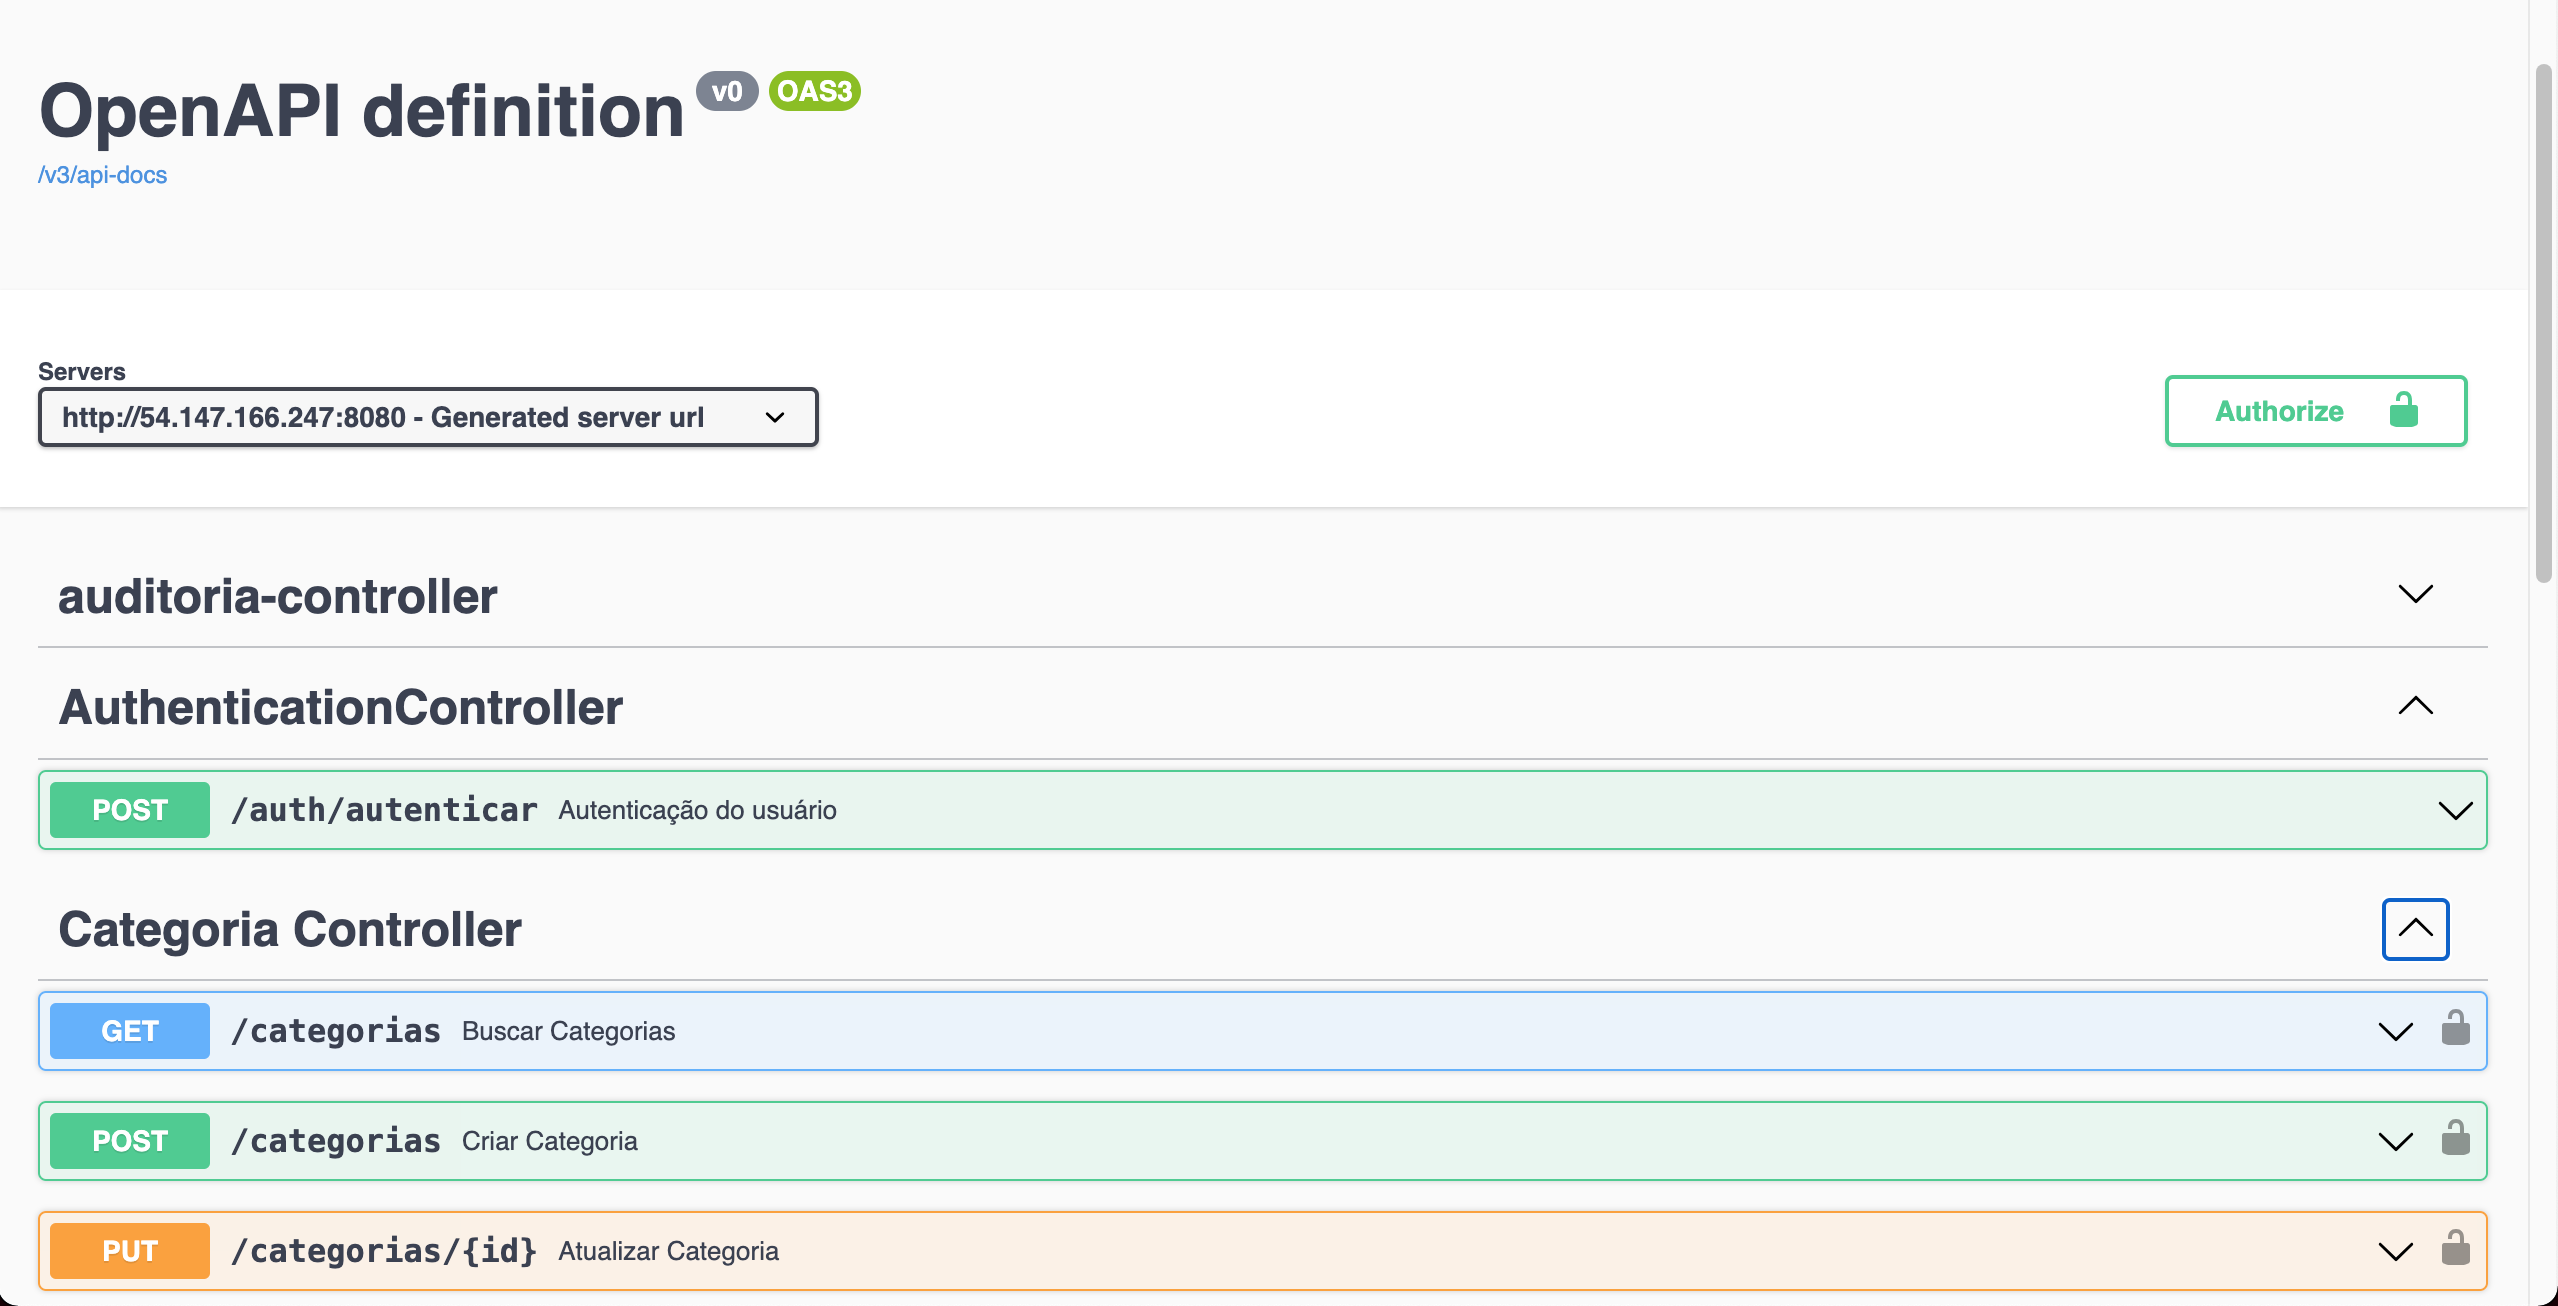 OpenAPI definition v0 OAS3
/v3/api-docs
Servers
http://54.147.166.247:8080 - Generated server url
Authorize
auditoria-controller
AuthenticationController
POST /auth/autenticar Autenticação do usuário
Categoria Controller
GET /categorias Buscar Categorias
POST /categorias Criar Categoria
PUT /categorias/{id} Atualizar Categoria